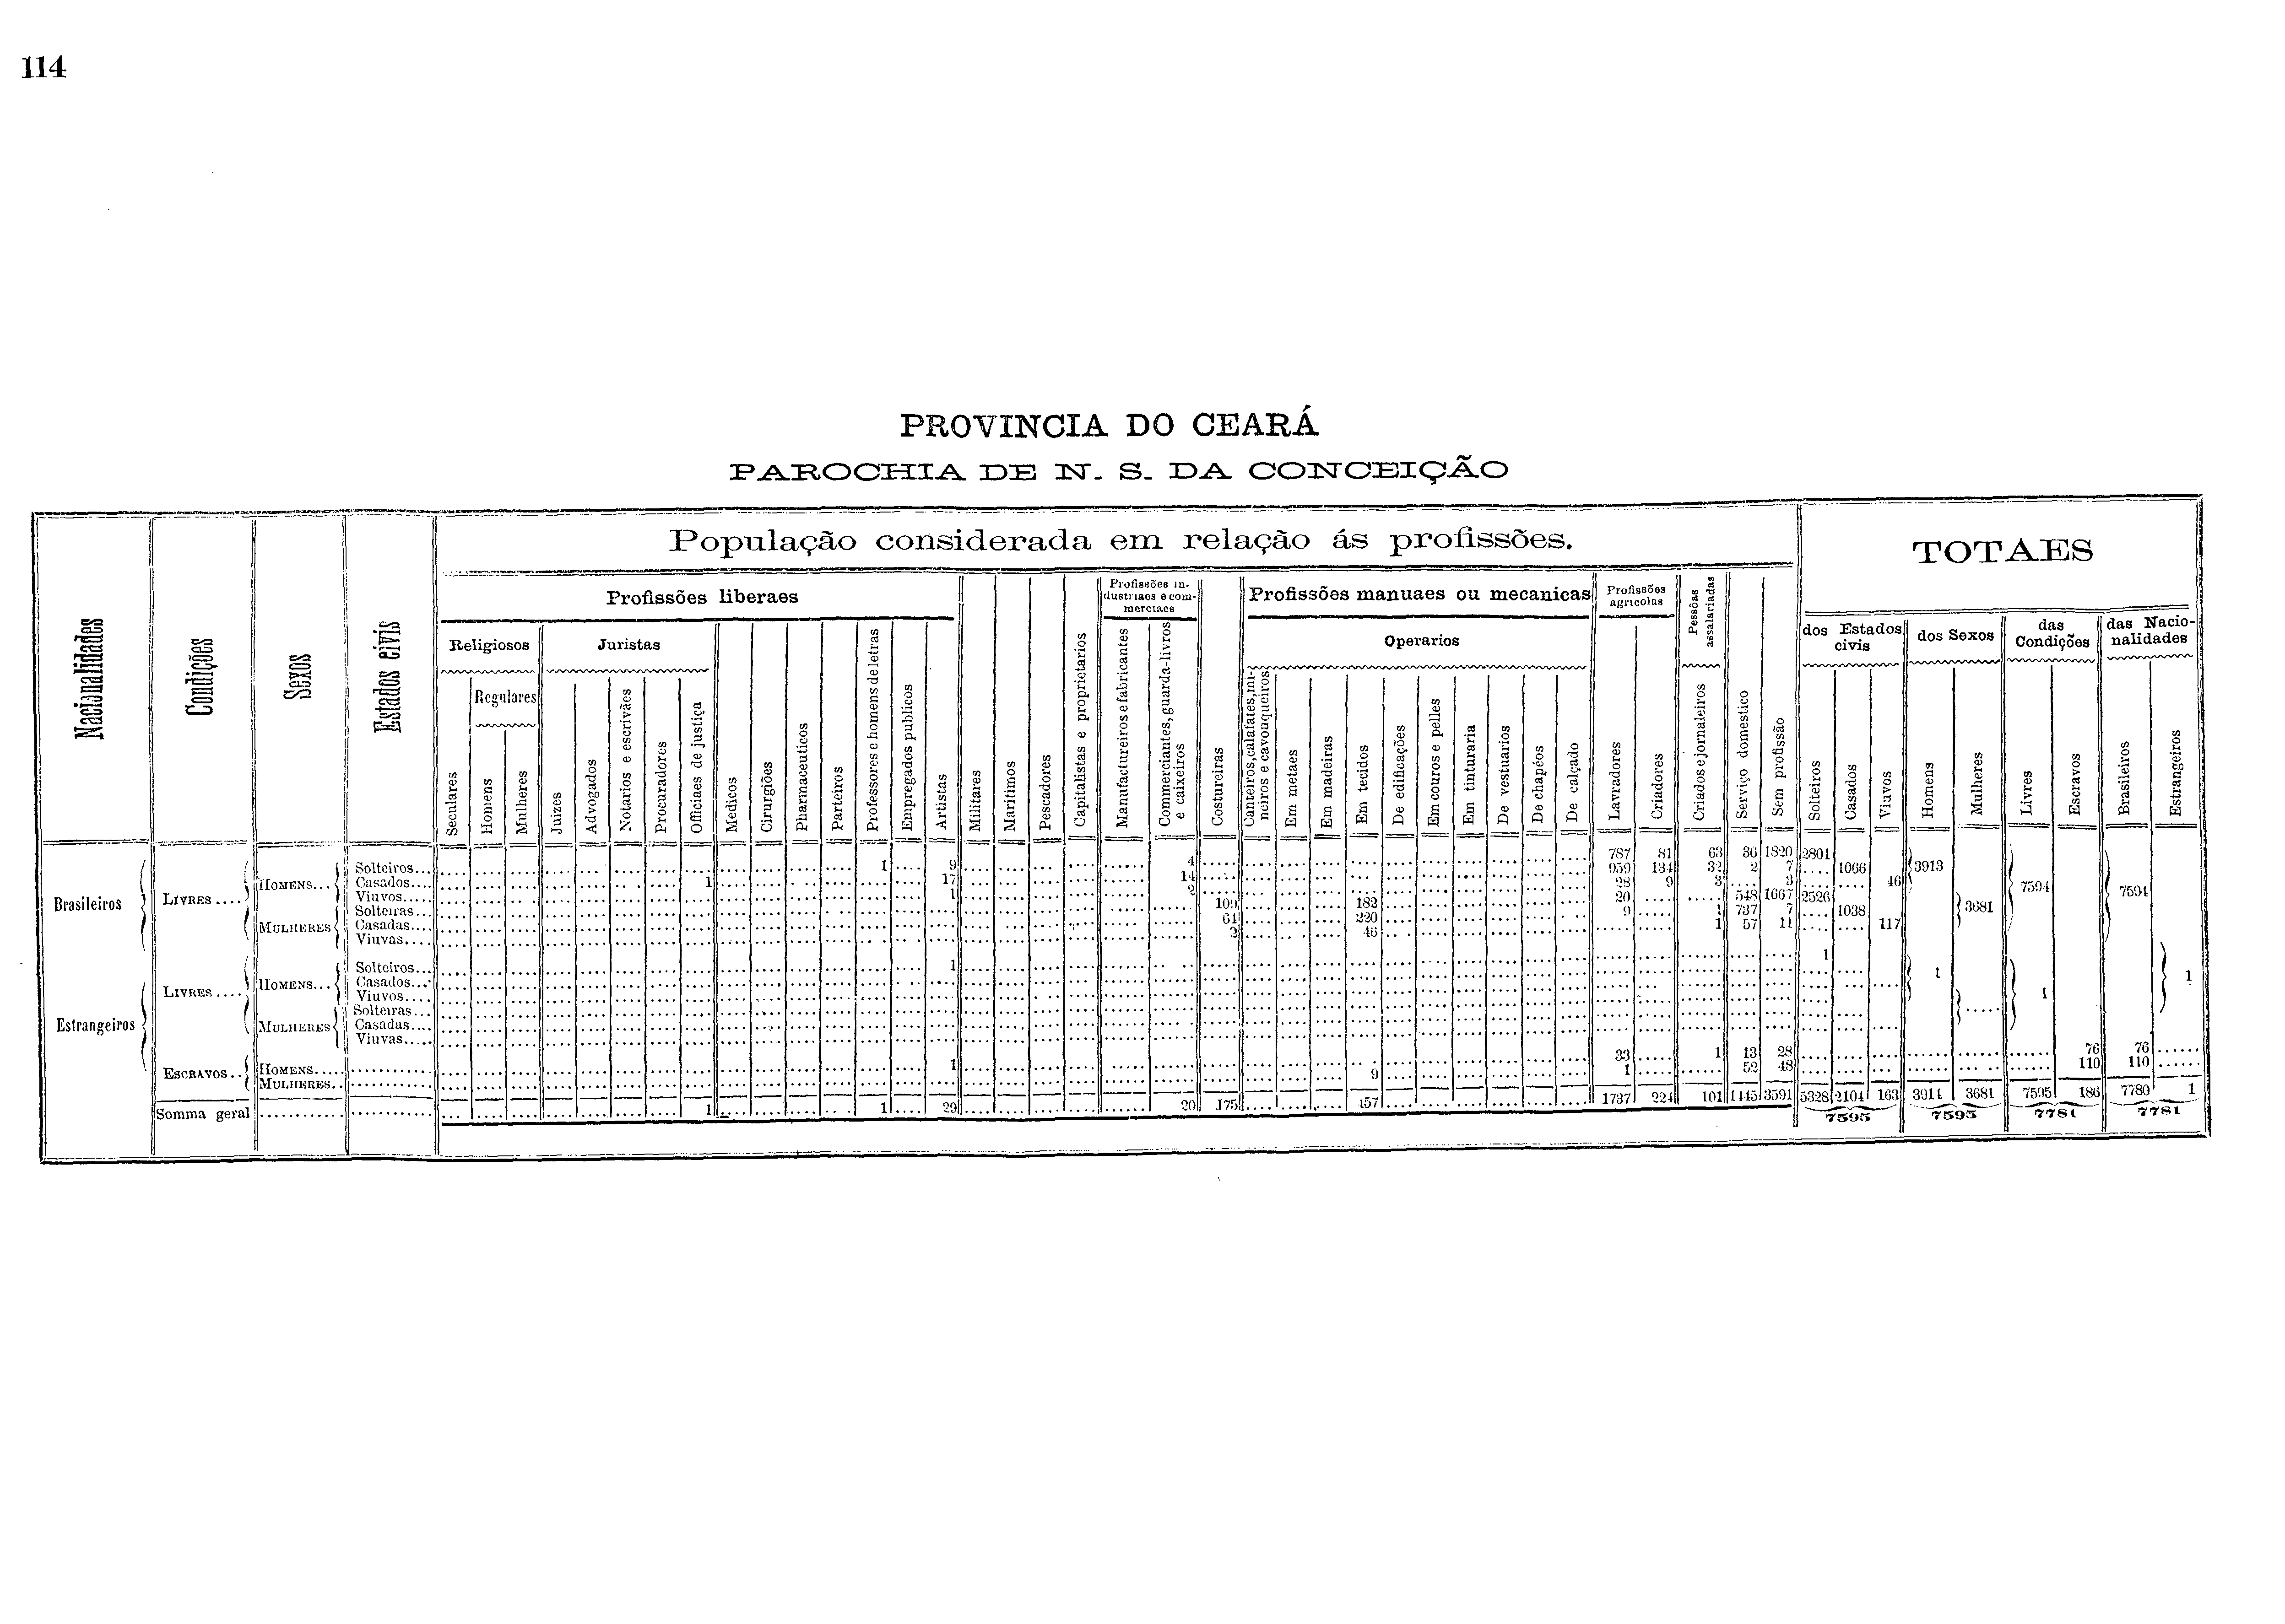 114
PROVINCIA DO CEARÁ
PAROCHIA DE N. S. DA CONCEIÇÃO
Nacionalidades
Condições
Sexos
Estados civis
População considerada em relação ás profissões.
TOTAES
Profissões liberaes
Profissões industriaes e commerciaes
Profissões manuaes ou mecanicas
Profissões agricolas
Pessôas assalariadas
Religiosos
Juristas
Operarios
dos Estados civis
dos Sexos
das Condições
das Nacionalidades
Regulares
Seculares
Homens
Mulheres
Juizes
Advogados
Notarios e escrivães
Procuradores
Officiaes de justiça
Medicos
Cirurgiões
Pharmaceuticos
Parteiros
Professores e homens de letras
Empregados publicos
Artistas
Militares
Maritimos
Pescadores
Capitalistas e proprietarios
Manufactureiros e fabricantes
Commerciantes, guarda-livros e caixeiros
Costureiras
Canteiros, calafates, mineiros e cavouqueiros
Em metaes
Em madeiras
Em tecidos
De edificações
Em couros e pelles
Em tinturaria
De vestuarios
De chapéos
De calçado
Lavradores
Criadores
Criados e jornaleiros
Serviço domestico
Sem profissão
Solteiros
Casados
Viuvos
Homens
Mulheres
Livres
Escravos
Brasileiros
Estrangeiros
Brasileiros
LIVRES....
HOMENS...
Solteiros... 1 9 4 787 81 63 36 1820 2801
Casados.... 1 17 14 959 134 32 2 7 1066
Viuvos.... 1 2 28 9 3 3 46
3913
MULHERES
Solteiras... 109 182 20 548 1667 2526
Casadas.... 64 220 9 1 737 7 1038
Viuvas.... 2 46 1 57 11 117
3681
7594
7594
Estrangeiros
LIVRES....
HOMENS...
Solteiros... 1 1
Casados...
Viuvos....
1
MULHERES
Solteiras...
Casadas....
Viuvas.....
1
1
ESCRAVOS..
HOMENS..... 1 33 1 13 28 76 76
MULHERES.. 9 1 52 48 110 110
Somma geral 1 1 29 20 175 457 1737 224 101 1445 3591 5328 2104 163 3914 3681 7595 186 7780 1
7595 7595 7781 7781